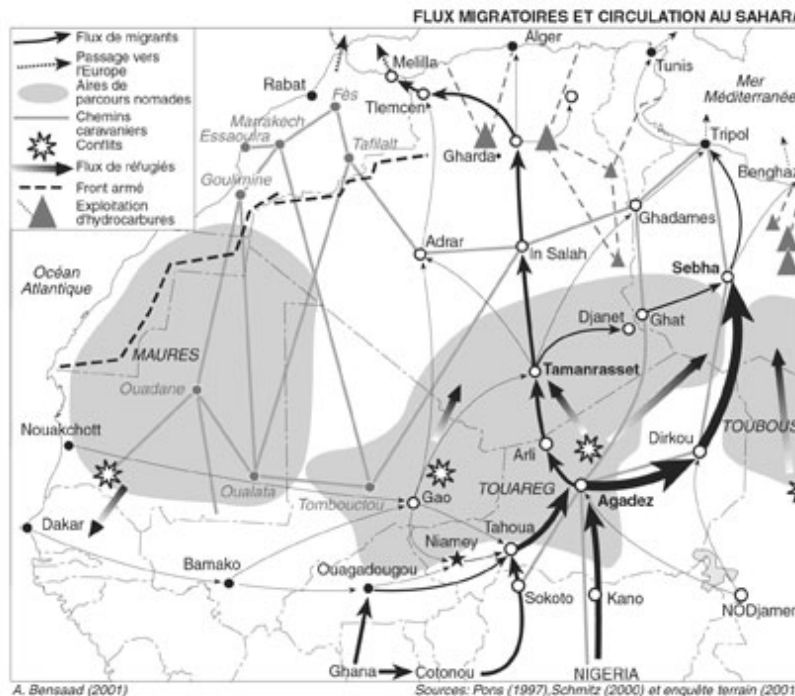 FLUX MIGRATOIRES ET CIRCULATION AU SAHARA
Flux de migrants
Passage vers
l'Europe
Aires de
parcours nomades
Chemins
caravaniers
Conflits
Flux de réfugiés
Front armé
Exploitation
d'hydrocarbures
Alger
Melilla
Tunis
Rabat
Tlemcen
Mer
Méditerranée
Fès
Marrakech
Essaouira
Tafilalt
Gharda
Tripol
Goulimine
Benghaz
Ghadames
Adrar
In Salah
Océan
Atlantique
Sebha
Djanet
Ghat
MAURES
Tamanrasset
Ouadane
Nouakchott
TOUBOUS
Arli
Dirkou
Oualata
Tombouctou
Gao
TOUAREG
Agadez
Dakar
Tahoua
Niamey
Bamako
Ouagadougou
Sokoto
Kano
NODjamen
Ghana
Cotonou
NIGERIA
A. Bensaad (2001)
Sources: Pons (1997),Schmitz (2000) et enquête terrain (2001